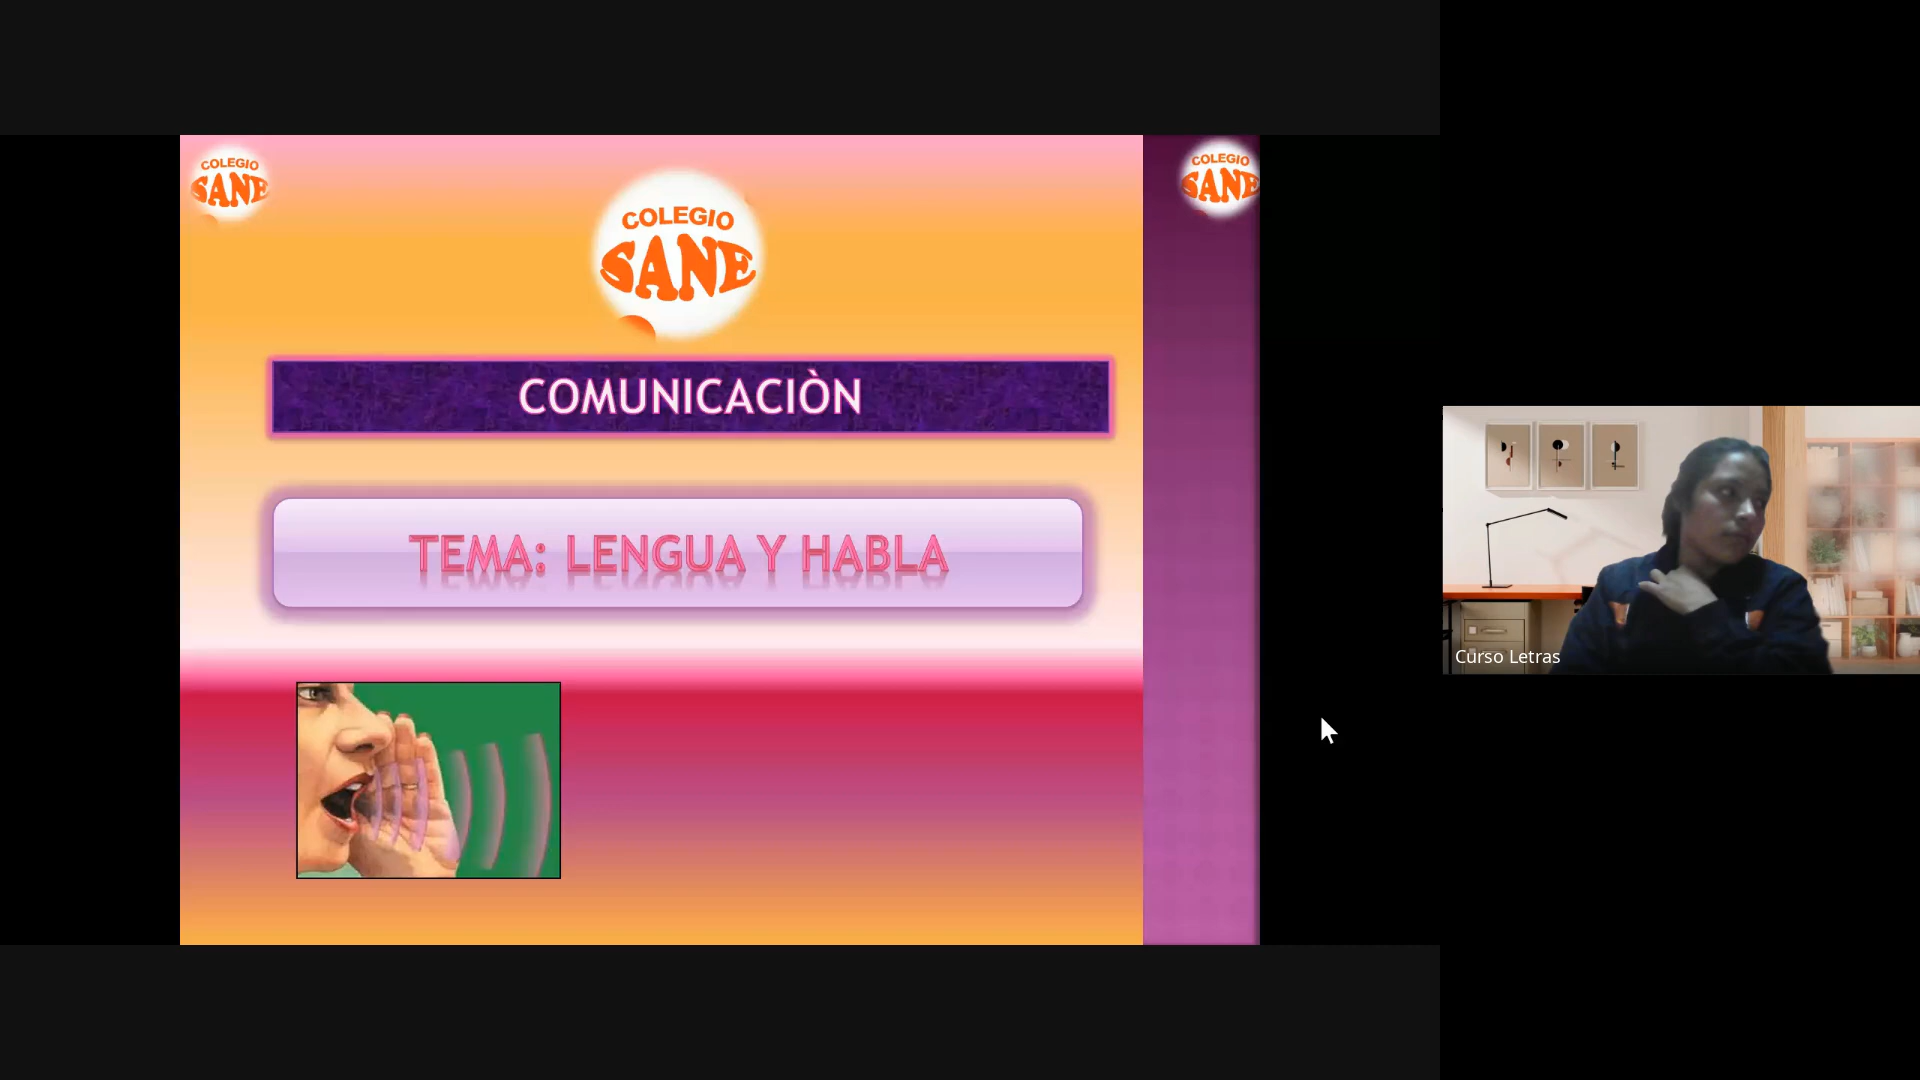 COLEGIO
SANE
COLEGIO
SANE
COLEGIO
SANE
COMUNICACIÒN
TEMA: LENGUA Y HABLA
Curso Letras